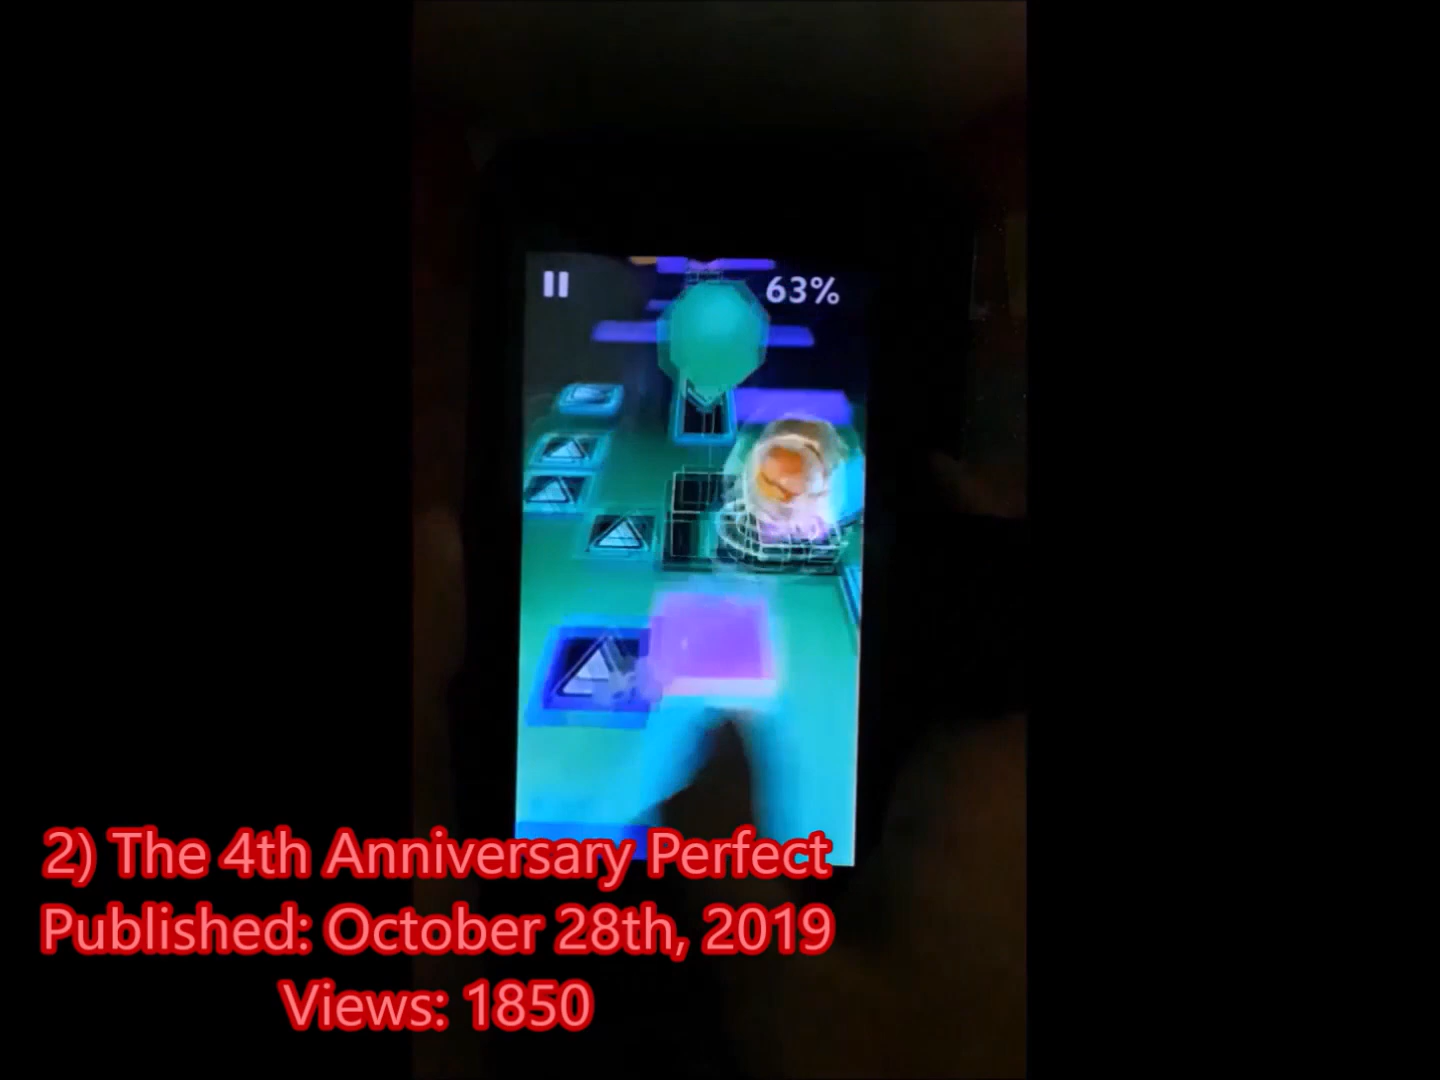 63%
2) The 4th Anniversary Perfect
Published: October 28th, 2019
Views: 1850